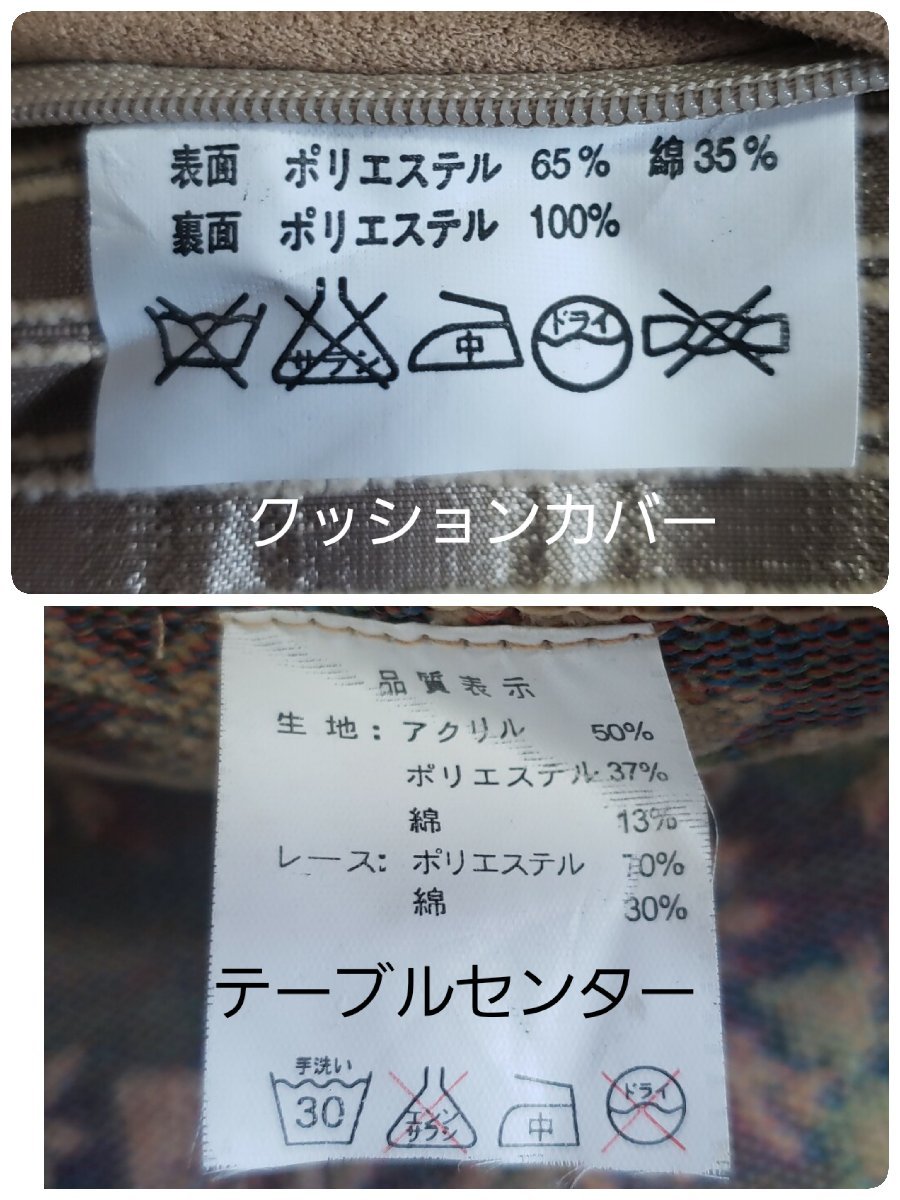 表面 ポリエステル 65% 綿35%
裏面 ポリエステル 100%
サラシ 中 ドライ
クッションカバー
品質表示
生地:アクリル 50%
ポリエステル 37%
綿 13%
レース:ポリエステル 70%
綿 30%
テーブルセンター
手洗い
30 エンソサラシ 中 ドライ